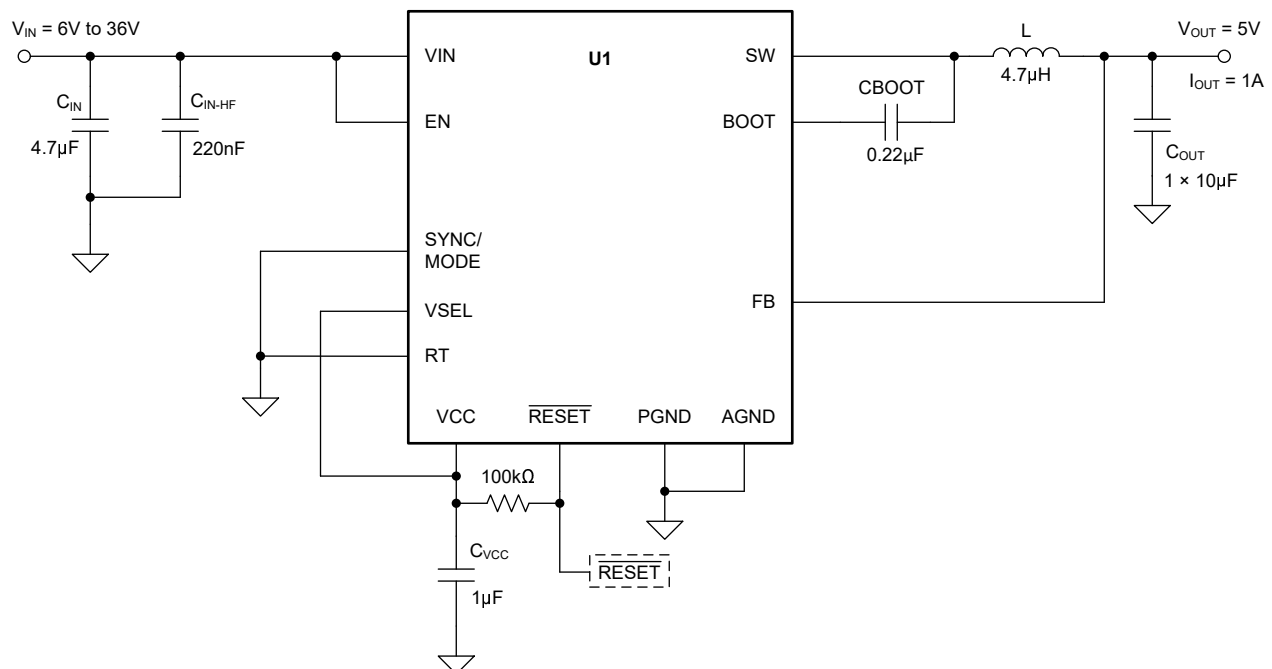 V_IN = 6V to 36V
C_IN
4.7µF
C_IN-HF
220nF
VIN
EN
SYNC/
MODE
VSEL
RT
VCC
RESET
PGND
AGND
U1
SW
BOOT
FB
CBOOT
0.22µF
L
4.7µH
V_OUT = 5V
I_OUT = 1A
C_OUT
1 × 10µF
100kΩ
C_VCC
1µF
RESET